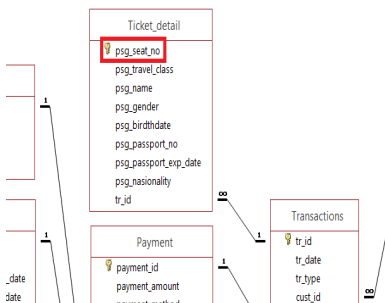 Ticket_detail
psg_seat_no
psg_travel_class
psg_name
psg_gender
psg_birdthdate
psg_passport_no
psg_passport_exp_date
psg_nasionality
tr_id
1
∞
1
Transactions
tr_id
tr_date
tr_type
cust_id
∞
Payment
payment_id
payment_amount
1
1
_date
date
∞